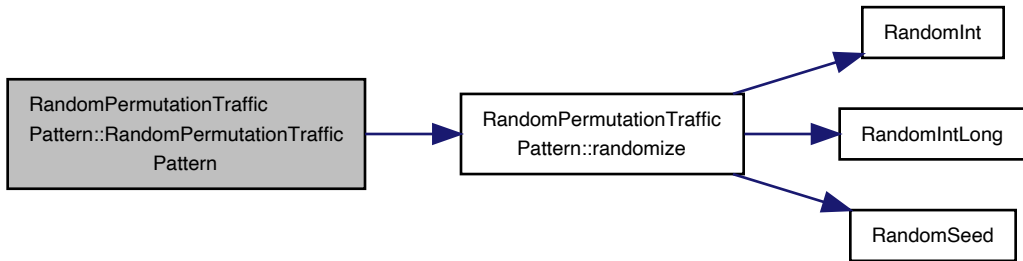 RandomPermutationTraffic
Pattern::RandomPermutationTraffic
Pattern
RandomPermutationTraffic
Pattern::randomize
RandomInt
RandomIntLong
RandomSeed